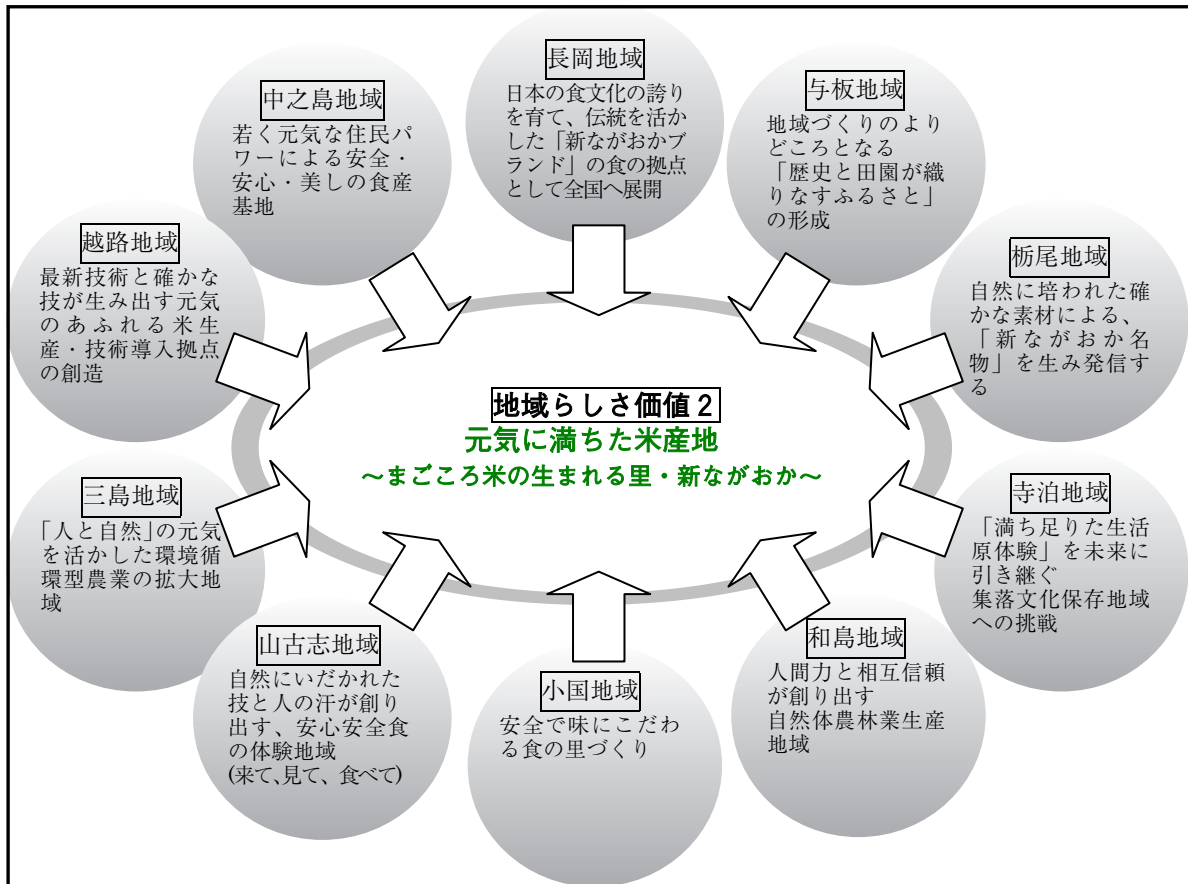 長岡地域
日本の食文化の誇り
を育て、伝統を活か
した「新ながおかブ
ランド」の食の拠点
として全国へ展開
中之島地域
若く元気な住民パ
ワーによる安全・
安心・美しの食産
基地
与板地域
地域づくりのより
どころとなる
「歴史と田園が織
りなすふるさと」
の形成
越路地域
最新技術と確かな
技が生み出す元気
のあふれる米生
産・技術導入拠点
の創造
栃尾地域
自然に培われた確
かな素材による、
「新ながおか名
物」を生み発信す
る
地域らしさ価値2
元気に満ちた米産地
～まごころ米の生まれる里・新ながおか～
三島地域
「人と自然」の元気
を活かした環境循
環型農業の拡大地
域
寺泊地域
「満ち足りた生活
原体験」を未来に
引き継ぐ
集落文化保存地域
への挑戦
山古志地域
自然にいだかれた
技と人の汗が創り
出す、安心安全食
の体験地域
(来て、見て、食べて)
小国地域
安全で味にこだわ
る食の里づくり
和島地域
人間力と相互信頼
が創り出す
自然体農林業生産
地域